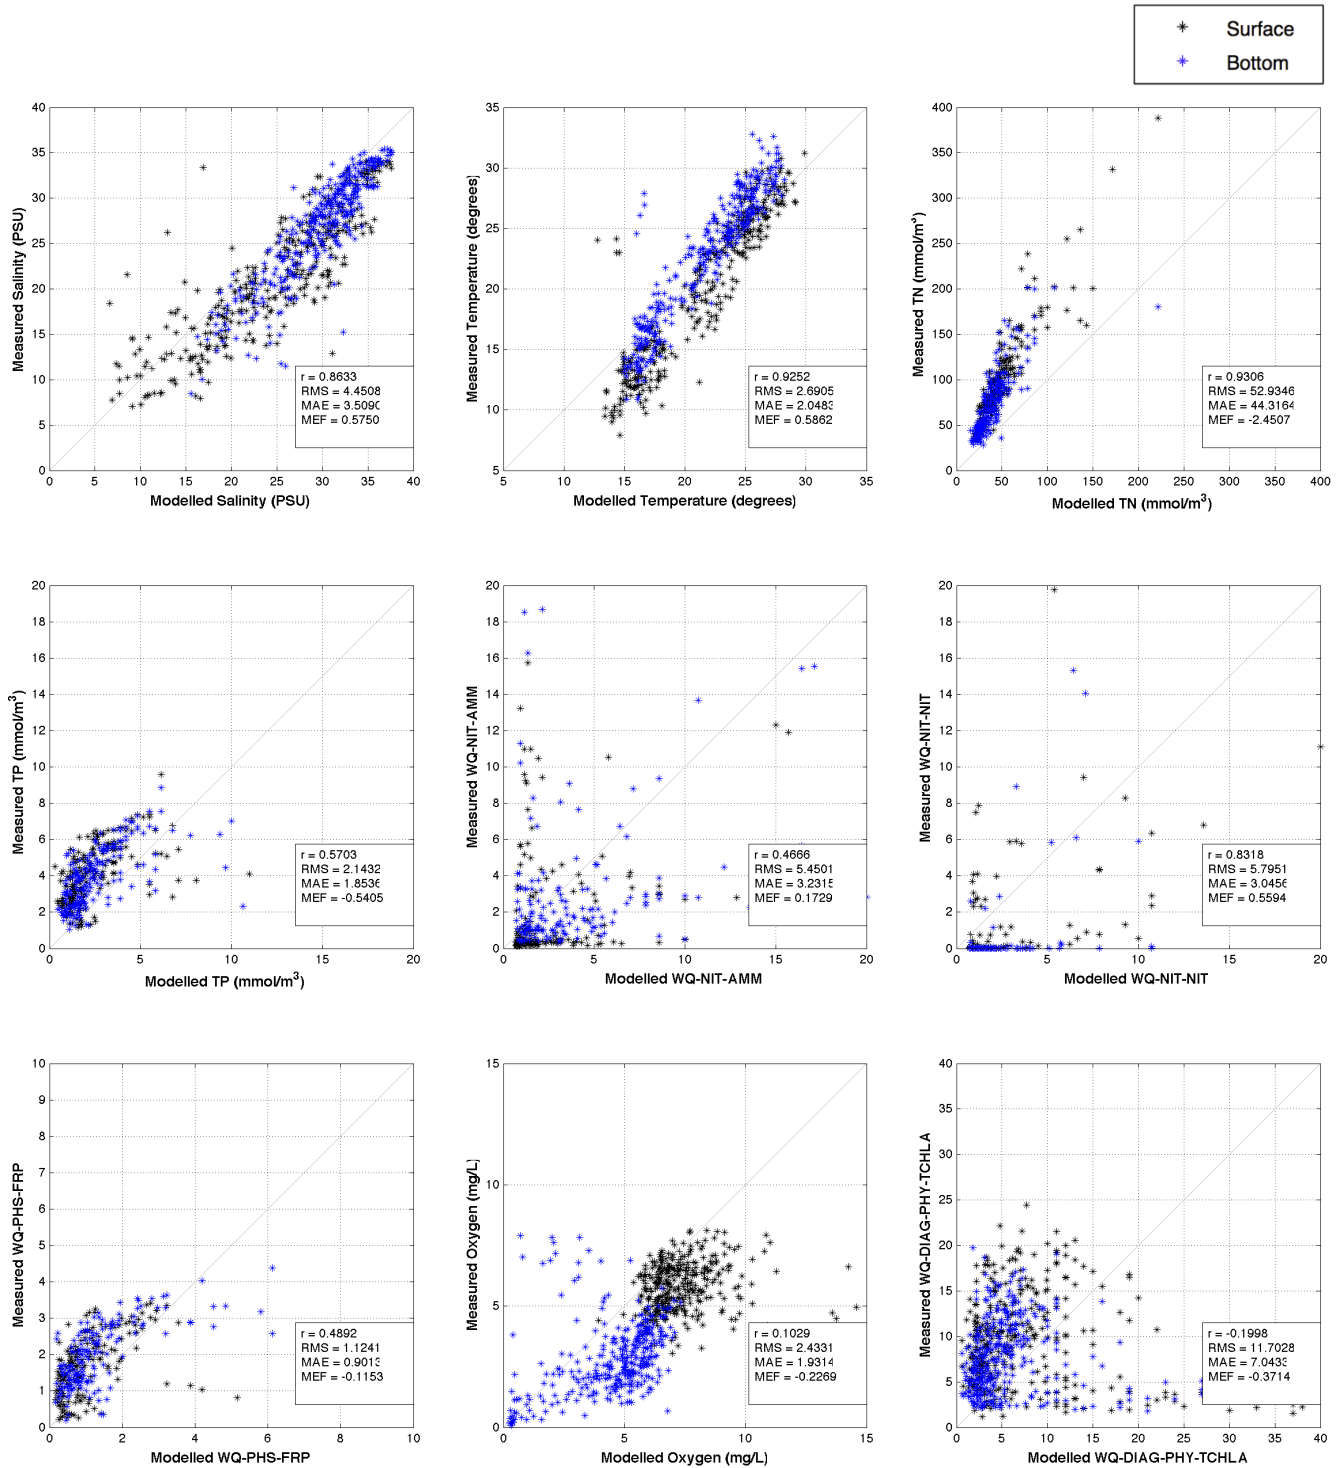 Surface
Bottom
40
35
30
25
20
15
10
5
0
Measured Salinity (PSU)
r = 0.8633
RMS = 4.4508
MAE = 3.5090
MEF = 0.5750
0 5 10 15 20 25 30 35 40
Modelled Salinity (PSU)
35
30
25
20
15
10
5
Measured Temperature (degrees)
r = 0.9252
RMS = 2.6905
MAE = 2.0483
MEF = 0.5862
5 10 15 20 25 30 35
Modelled Temperature (degrees)
400
350
300
250
200
150
100
50
0
Measured TN (mmol/m³)
r = 0.9306
RMS = 52.9346
MAE = 44.3164
MEF = -2.4507
0 50 100 150 200 250 300 350 400
Modelled TN (mmol/m³)
20
18
16
14
12
10
8
6
4
2
0
Measured TP (mmol/m³)
r = 0.5703
RMS = 2.1432
MAE = 1.8536
MEF = -0.5405
0 5 10 15 20
Modelled TP (mmol/m³)
20
18
16
14
12
10
8
6
4
2
0
Measured WQ-NIT-AMM
r = 0.4666
RMS = 5.4501
MAE = 3.2315
MEF = 0.1729
0 5 10 15 20
Modelled WQ-NIT-AMM
20
18
16
14
12
10
8
6
4
2
0
Measured WQ-NIT-NIT
r = 0.8318
RMS = 5.7951
MAE = 3.0456
MEF = 0.5594
0 5 10 15 20
Modelled WQ-NIT-NIT
10
9
8
7
6
5
4
3
2
1
0
Measured WQ-PHS-FRP
r = 0.4892
RMS = 1.1241
MAE = 0.9013
MEF = -0.1153
0 2 4 6 8 10
Modelled WQ-PHS-FRP
15
10
5
0
Measured Oxygen (mg/L)
r = 0.1029
RMS = 2.4331
MAE = 1.9314
MEF = -0.2269
0 5 10 15
Modelled Oxygen (mg/L)
40
35
30
25
20
15
10
5
0
Measured WQ-DIAG-PHY-TCHLA
r = -0.1998
RMS = 11.7028
MAE = 7.0433
MEF = -0.3714
0 5 10 15 20 25 30 35 40
Modelled WQ-DIAG-PHY-TCHLA